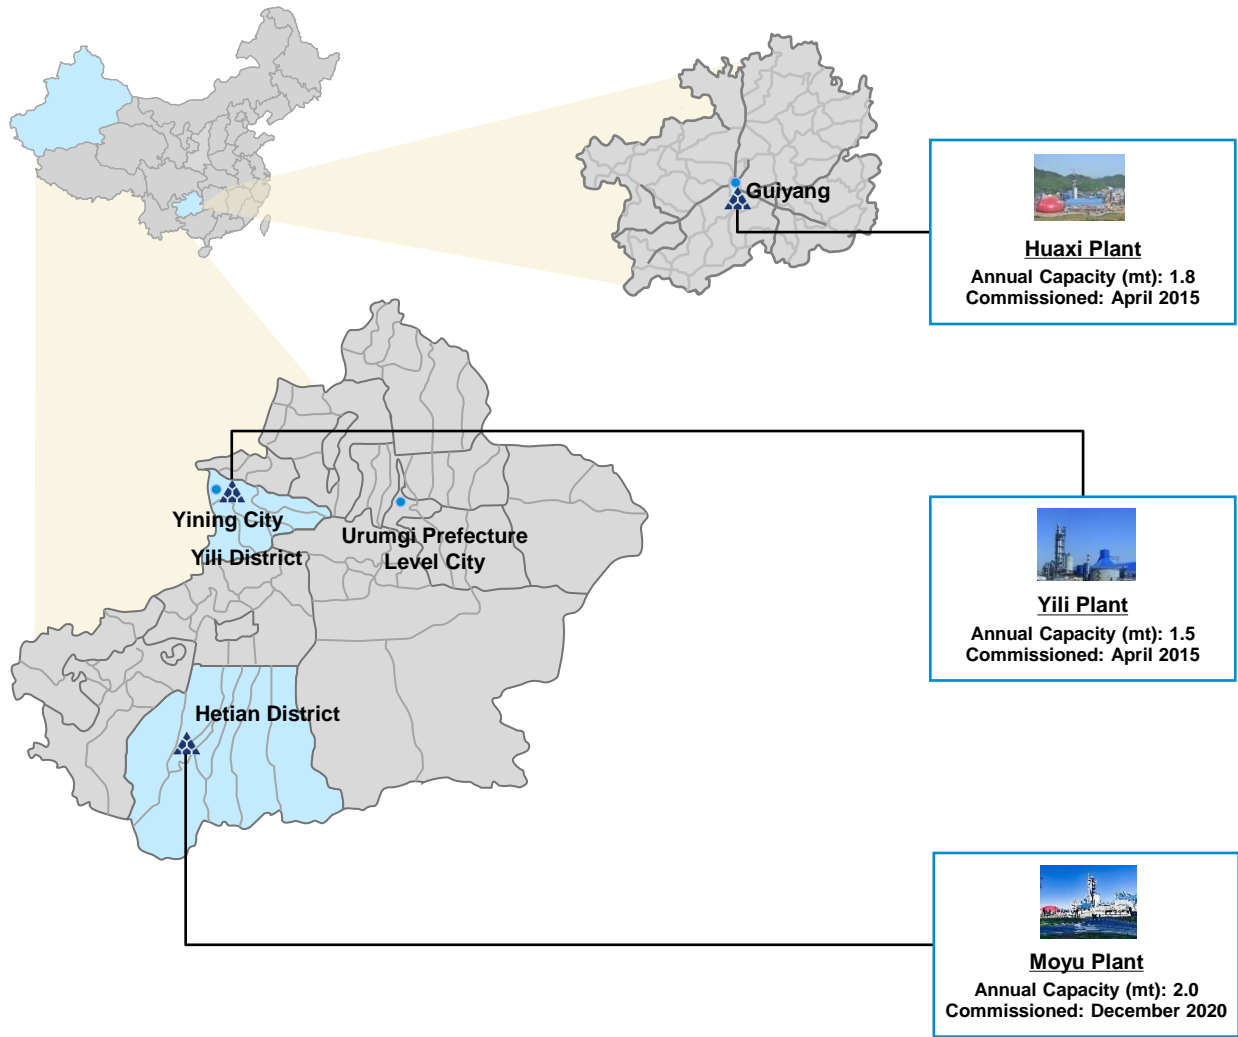 Guiyang
Huaxi Plant
Annual Capacity (mt): 1.8
Commissioned: April 2015
Yining City
Yili District
Urumgi Prefecture
Level City
Yili Plant
Annual Capacity (mt): 1.5
Commissioned: April 2015
Hetian District
Moyu Plant
Annual Capacity (mt): 2.0
Commissioned: December 2020